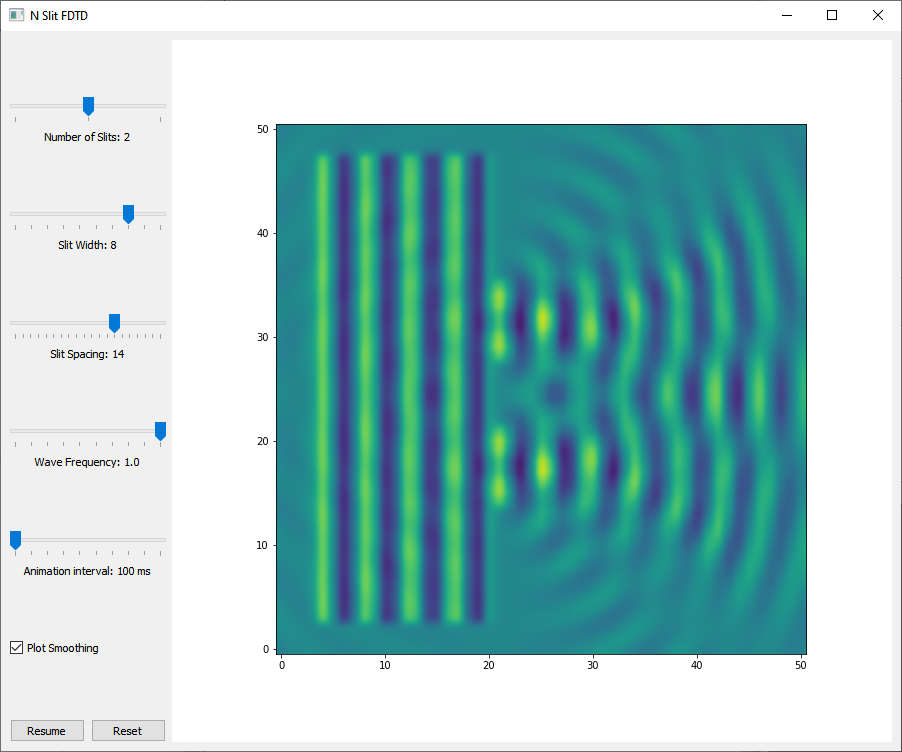 N Slit FDTD
Number of Slits: 2
Slit Width: 8
Slit Spacing: 14
Wave Frequency: 1.0
Animation interval: 100 ms
Plot Smoothing
Resume Reset
50
40
30
20
10
0
0 10 20 30 40 50